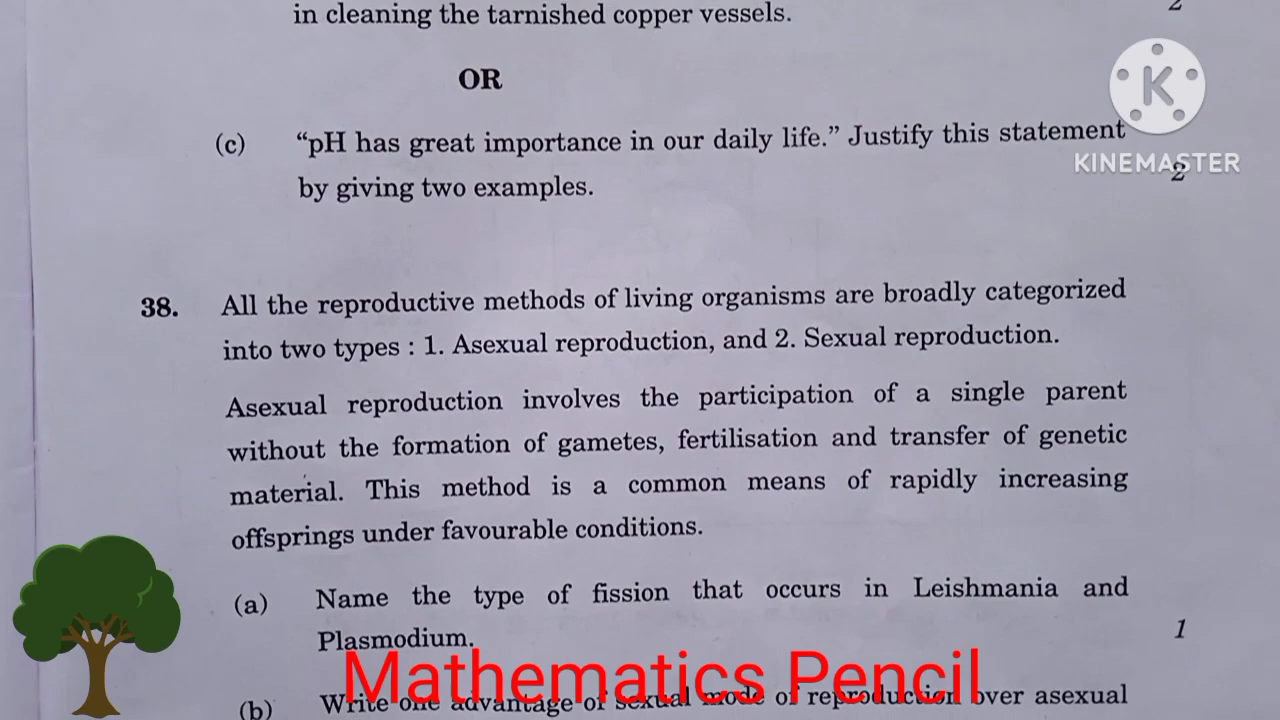 in cleaning the tarnished copper vessels.
2
OR
(c) “pH has great importance in our daily life.” Justify this statement
by giving two examples.
2
K
KINEMASTER
38. All the reproductive methods of living organisms are broadly categorized
into two types : 1. Asexual reproduction, and 2. Sexual reproduction.
Asexual reproduction involves the participation of a single parent
without the formation of gametes, fertilisation and transfer of genetic
material. This method is a common means of rapidly increasing
offsprings under favourable conditions.
(a) Name the type of fission that occurs in Leishmania and
Plasmodium.
1
Mathematics Pencil
(b) Write one advantage of sexual mode of reproduction over asexual